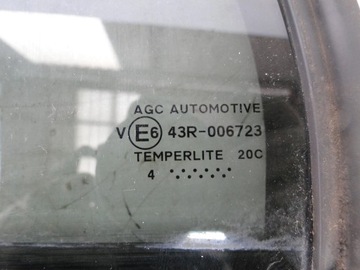 AGC AUTOMOTIVE
V E6 43R-006723
TEMPERLITE 20C
4 ············